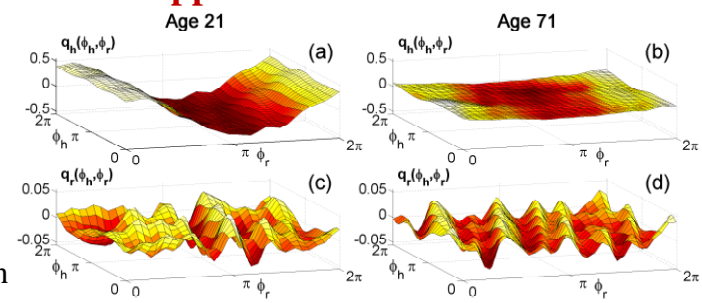 Age 21
Age 71
q_h(ϕ_h,ϕ_r)
(a)
0.5
0
-0.5
2π
ϕ_h π
0 0
π ϕ_r
2π
q_h(ϕ_h,ϕ_r)
(b)
0.5
0
-0.5
2π
ϕ_h π
0 0
π ϕ_r
2π
q_r(ϕ_h,ϕ_r)
(c)
0.05
0
-0.05
2π
ϕ_h π
0 0
π ϕ_r
2π
q_r(ϕ_h,ϕ_r)
(d)
0.05
0
-0.05
2π
ϕ_h π
0 0
π ϕ_r
2π